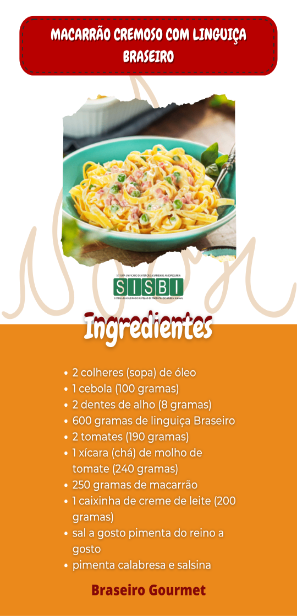 MACARRÃO CREMOSO COM LINGUIÇA
BRASEIRO
SISBI
Ingredientes
• 2 colheres (sopa) de óleo
• 1 cebola (100 gramas)
• 2 dentes de alho (8 gramas)
• 600 gramas de linguiça Braseiro
• 2 tomates (190 gramas)
• 1 xícara (chá) de molho de
tomate (240 gramas)
• 250 gramas de macarrão
• 1 caixinha de creme de leite (200
gramas)
• sal a gosto pimenta do reino a
gosto
• pimenta calabresa e salsina
Braseiro Gourmet